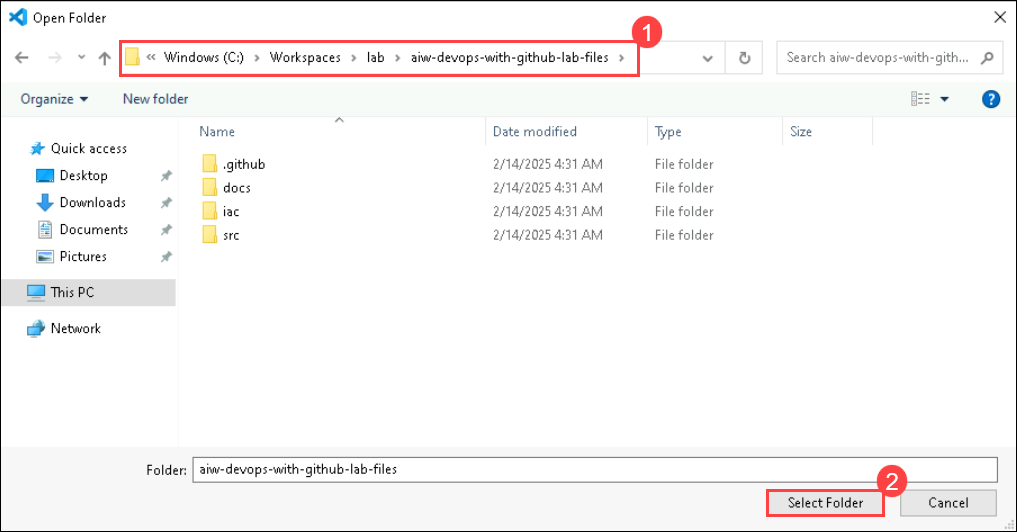 Open Folder
1
« Windows (C:) > Workspaces > lab > aiw-devops-with-github-lab-files >
Search aiw-devops-with-gith...
Organize New folder
?
Name Date modified Type Size
Quick access
Desktop
Downloads
Documents
Pictures
This PC
Network
.github 2/14/2025 4:31 AM File folder
docs 2/14/2025 4:31 AM File folder
iac 2/14/2025 4:31 AM File folder
src 2/14/2025 4:31 AM File folder
Folder: aiw-devops-with-github-lab-files
2
Select Folder Cancel